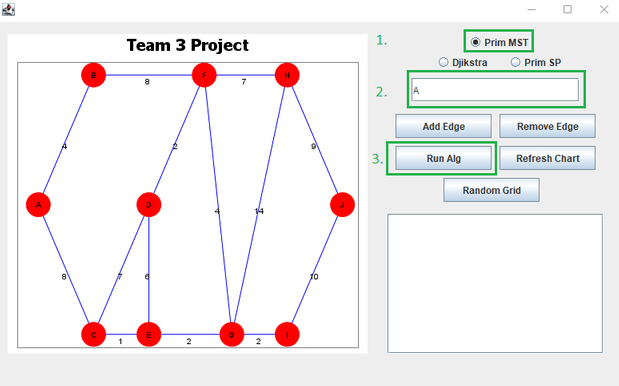 Team 3 Project
1.
Prim MST
Djikstra
Prim SP
2.
A
Add Edge
Remove Edge
3.
Run Alg
Refresh Chart
Random Grid
B
8
F
7
H
4
2
9
A
D
4
14
J
8
7
6
10
C
1
E
2
G
2
I